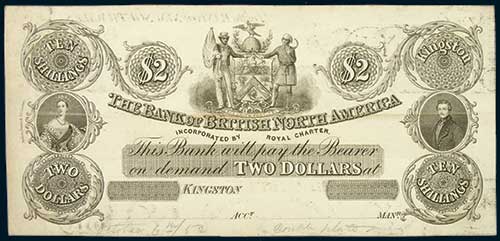 TEN SHILLINGS
$2
$2
Kingston
THE BANK OF BRITISH NORTH AMERICA
INCORPORATED BY ROYAL CHARTER,
This Bank will pay the Bearer
on demand TWO DOLLARS at
TWO DOLLARS
TEN SHILLINGS
KINGSTON
ACCT. MANR.